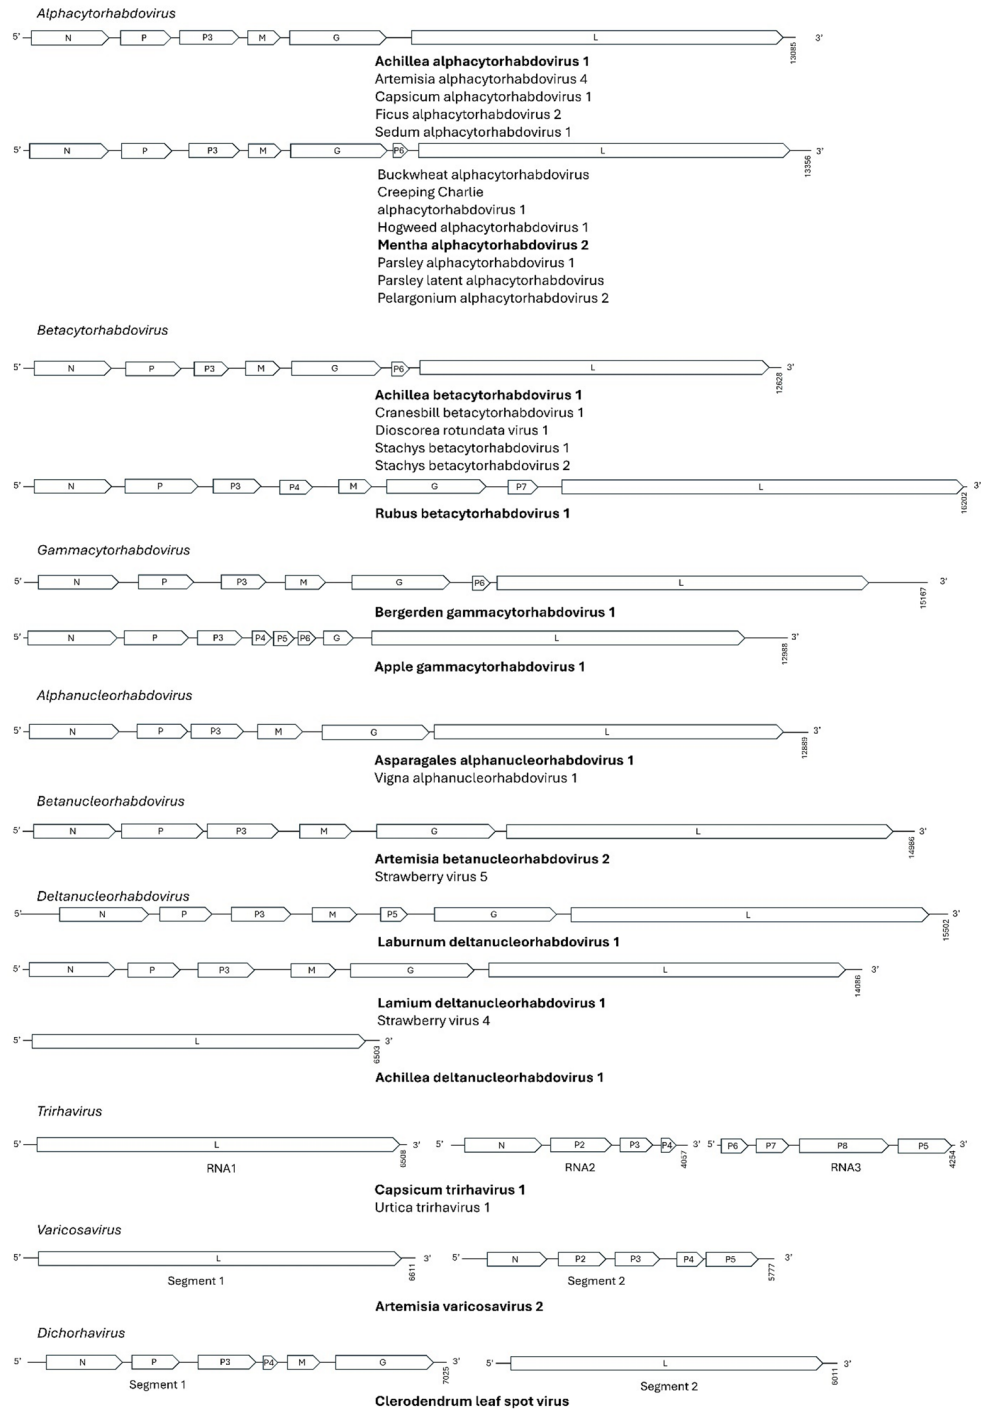 Alphacytorhabdovirus
5' N P P3 M G L 3'
13085
Achillea alphacytorhabdovirus 1
Artemisia alphacytorhabdovirus 4
Capsicum alphacytorhabdovirus 1
Ficus alphacytorhabdovirus 2
Sedum alphacytorhabdovirus 1
5' N P P3 M G P6 L 3'
13356
Buckwheat alphacytorhabdovirus
Creeping Charlie
alphacytorhabdovirus 1
Hogweed alphacytorhabdovirus 1
Mentha alphacytorhabdovirus 2
Parsley alphacytorhabdovirus 1
Parsley latent alphacytorhabdovirus
Pelargonium alphacytorhabdovirus 2
Betacytorhabdovirus
5' N P P3 M G P6 L 3'
12628
Achillea betacytorhabdovirus 1
Cranesbill betacytorhabdovirus 1
Dioscorea rotundata virus 1
Stachys betacytorhabdovirus 1
Stachys betacytorhabdovirus 2
5' N P P3 P4 M G P7 L 3'
16202
Rubus betacytorhabdovirus 1
Gammacytorhabdovirus
5' N P P3 M G P6 L 3'
15167
Bergerden gammacytorhabdovirus 1
5' N P P3 P4 P5 P6 G L 3'
12988
Apple gammacytorhabdovirus 1
Alphanucleorhabdovirus
5' N P P3 M G L 3'
12889
Asparagales alphanucleorhabdovirus 1
Vigna alphanucleorhabdovirus 1
Betanucleorhabdovirus
5' N P P3 M G L 3'
14986
Artemisia betanucleorhabdovirus 2
Strawberry virus 5
Deltanucleorhabdovirus
5' N P P3 M P5 G L 3'
15502
Laburnum deltanucleorhabdovirus 1
5' N P P3 M G L 3'
14086
Lamium deltanucleorhabdovirus 1
Strawberry virus 4
5' L 3'
6503
Achillea deltanucleorhabdovirus 1
Trirhavirus
5' L 3' 5' N P2 P3 P4 3' 5' P6 P7 P8 P5 3'
6508 4057 4254
RNA1 RNA2 RNA3
Capsicum trirhavirus 1
Urtica trirhavirus 1
Varicosavirus
5' L 3' 5' N P2 P3 P4 P5 3'
6611 5777
Segment 1 Segment 2
Artemisia varicosavirus 2
Dichorhavirus
5' N P P3 P4 M G 3' 5' L 3'
7025 6011
Segment 1 Segment 2
Clerodendrum leaf spot virus